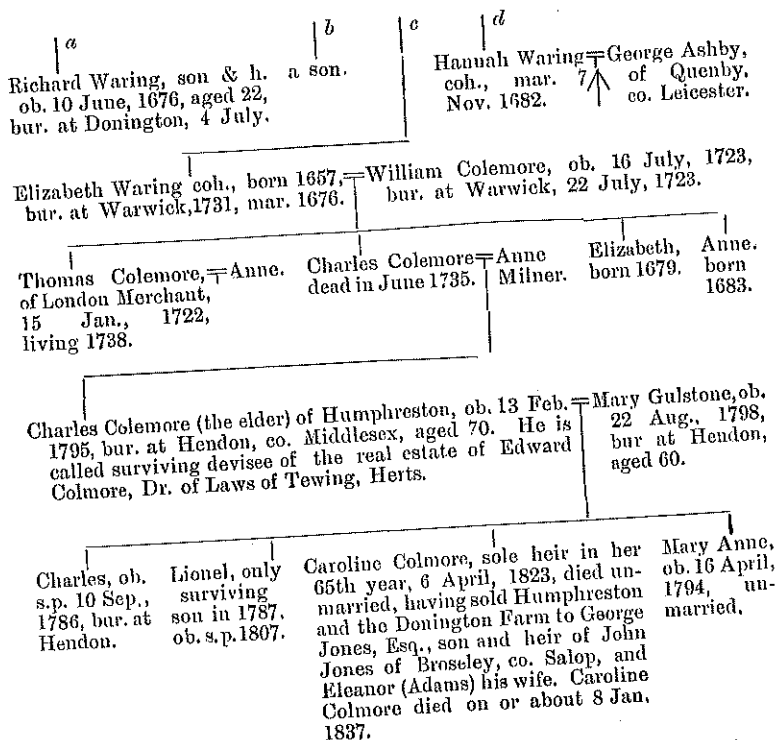 a
b
c
d
Richard Waring, son & h.
ob. 10 June, 1676, aged 22,
bur. at Donington, 4 July.
a son.
Hannah Waring=George Ashby,
coh., mar. 7 of Quenby,
Nov. 1682. co. Leicester.
Elizabeth Waring coh., born 1657,=William Colemore, ob. 16 July, 1723,
bur. at Warwick,1731, mar. 1676. bur. at Warwick, 22 July, 1723.
Thomas Colemore,=Anne.
of London Merchant,
15 Jan., 1722,
living 1738.
Charles Colemore=Anne
dead in June 1735. Milner.
Elizabeth,
born 1679.
Anne.
born
1683.
Charles Colemore (the elder) of Humphreston, ob. 13 Feb.=Mary Gulstone,ob.
1795, bur. at Hendon, co. Middlesex, aged 70. He is 22 Aug., 1798,
called surviving devisee of the real estate of Edward bur at Hendon,
Colmore, Dr. of Laws of Tewing, Herts. aged 60.
Charles, ob.
s.p. 10 Sep.,
1786, bur. at
Hendon.
Lionel, only
surviving
son in 1787.
ob. s.p. 1807.
Caroline Colmore, sole heir in her
65th year, 6 April, 1823, died un-
married, having sold Humphreston
and the Donington Farm to George
Jones, Esq., son and heir of John
Jones of Broseley, co. Salop, and
Eleanor (Adams) his wife. Caroline
Colmore died on or about 8 Jan,
1837.
Mary Anne,
ob. 16 April,
1794, un-
married.